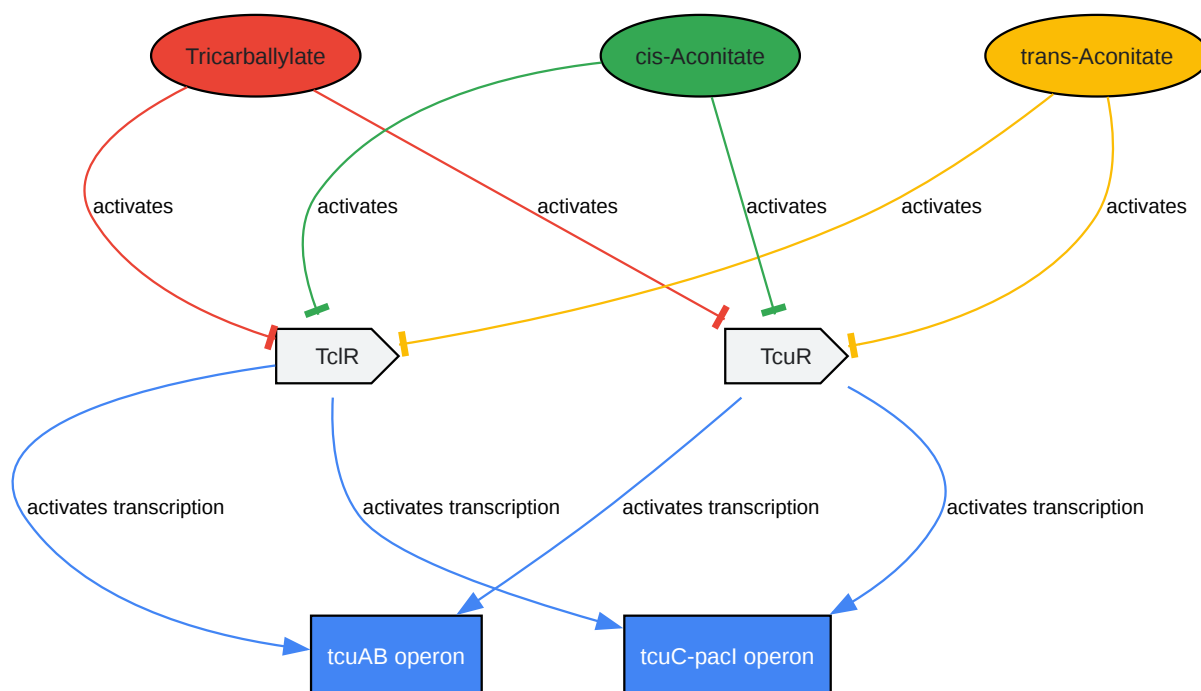 Tricarballylate
cis-Aconitate
trans-Aconitate
activates
activates
activates
activates
activates
activates
TclR
TcuR
activates transcription
activates transcription
activates transcription
activates transcription
tcuAB operon
tcuC-pacI operon